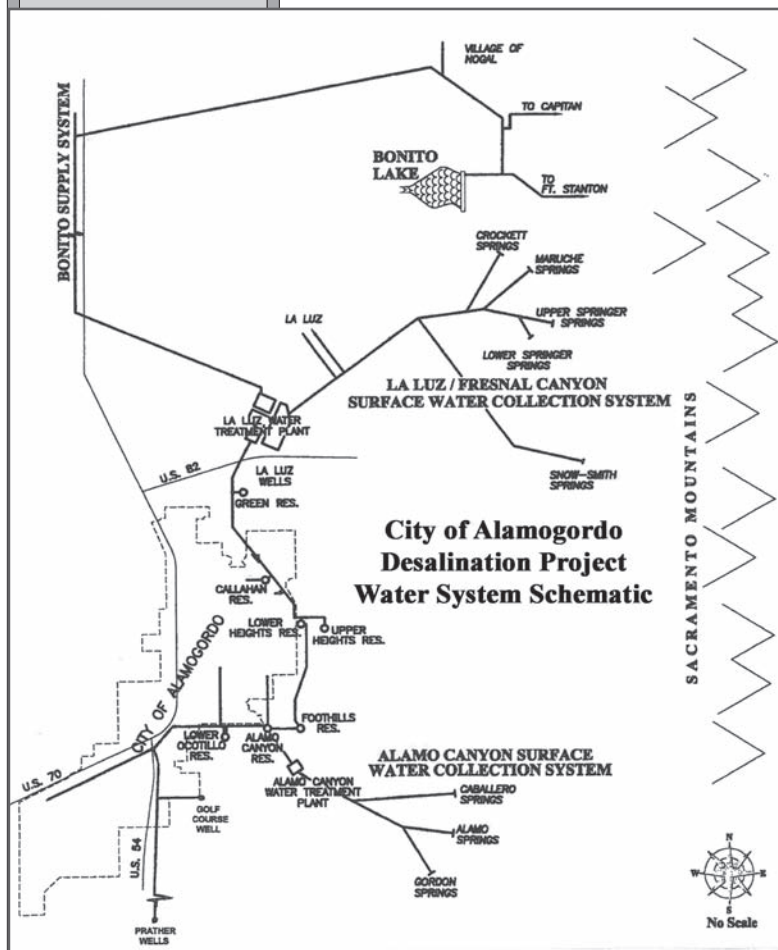 VILLAGE OF
NOGAL
TO CAPITAN
BONITO
LAKE
TO
FT. STANTON
BONITO SUPPLY SYSTEM
CROCKETT
SPRINGS
MARUCHE
SPRINGS
UPPER SPRINGER
SPRINGS
LOWER SPRINGER
SPRINGS
LA LUZ
LA LUZ / FRESNAL CANYON
SURFACE WATER COLLECTION SYSTEM
LA LUZ WATER
TREATMENT PLANT
SNOW-SMITH
SPRINGS
U.S. 82
LA LUZ
WELLS
GREEN RES.
SACRAMENTO MOUNTAINS
City of Alamogordo
Desalination Project
Water System Schematic
CALLAHAN
RES.
LOWER
HEIGHTS RES.
UPPER
HEIGHTS RES.
CITY OF ALAMOGORDO
LOWER
OCOTILLO
RES.
ALAMO
CANYON
RES.
FOOTHILLS
RES.
ALAMO CANYON SURFACE
WATER COLLECTION SYSTEM
ALAMO CANYON
WATER TREATMENT
PLANT
CABALLERO
SPRINGS
ALAMO
SPRINGS
GORDON
SPRINGS
U.S. 70
GOLF
COURSE
WELL
U.S. 54
PRATHER
WELLS
N
W
E
S
No Scale